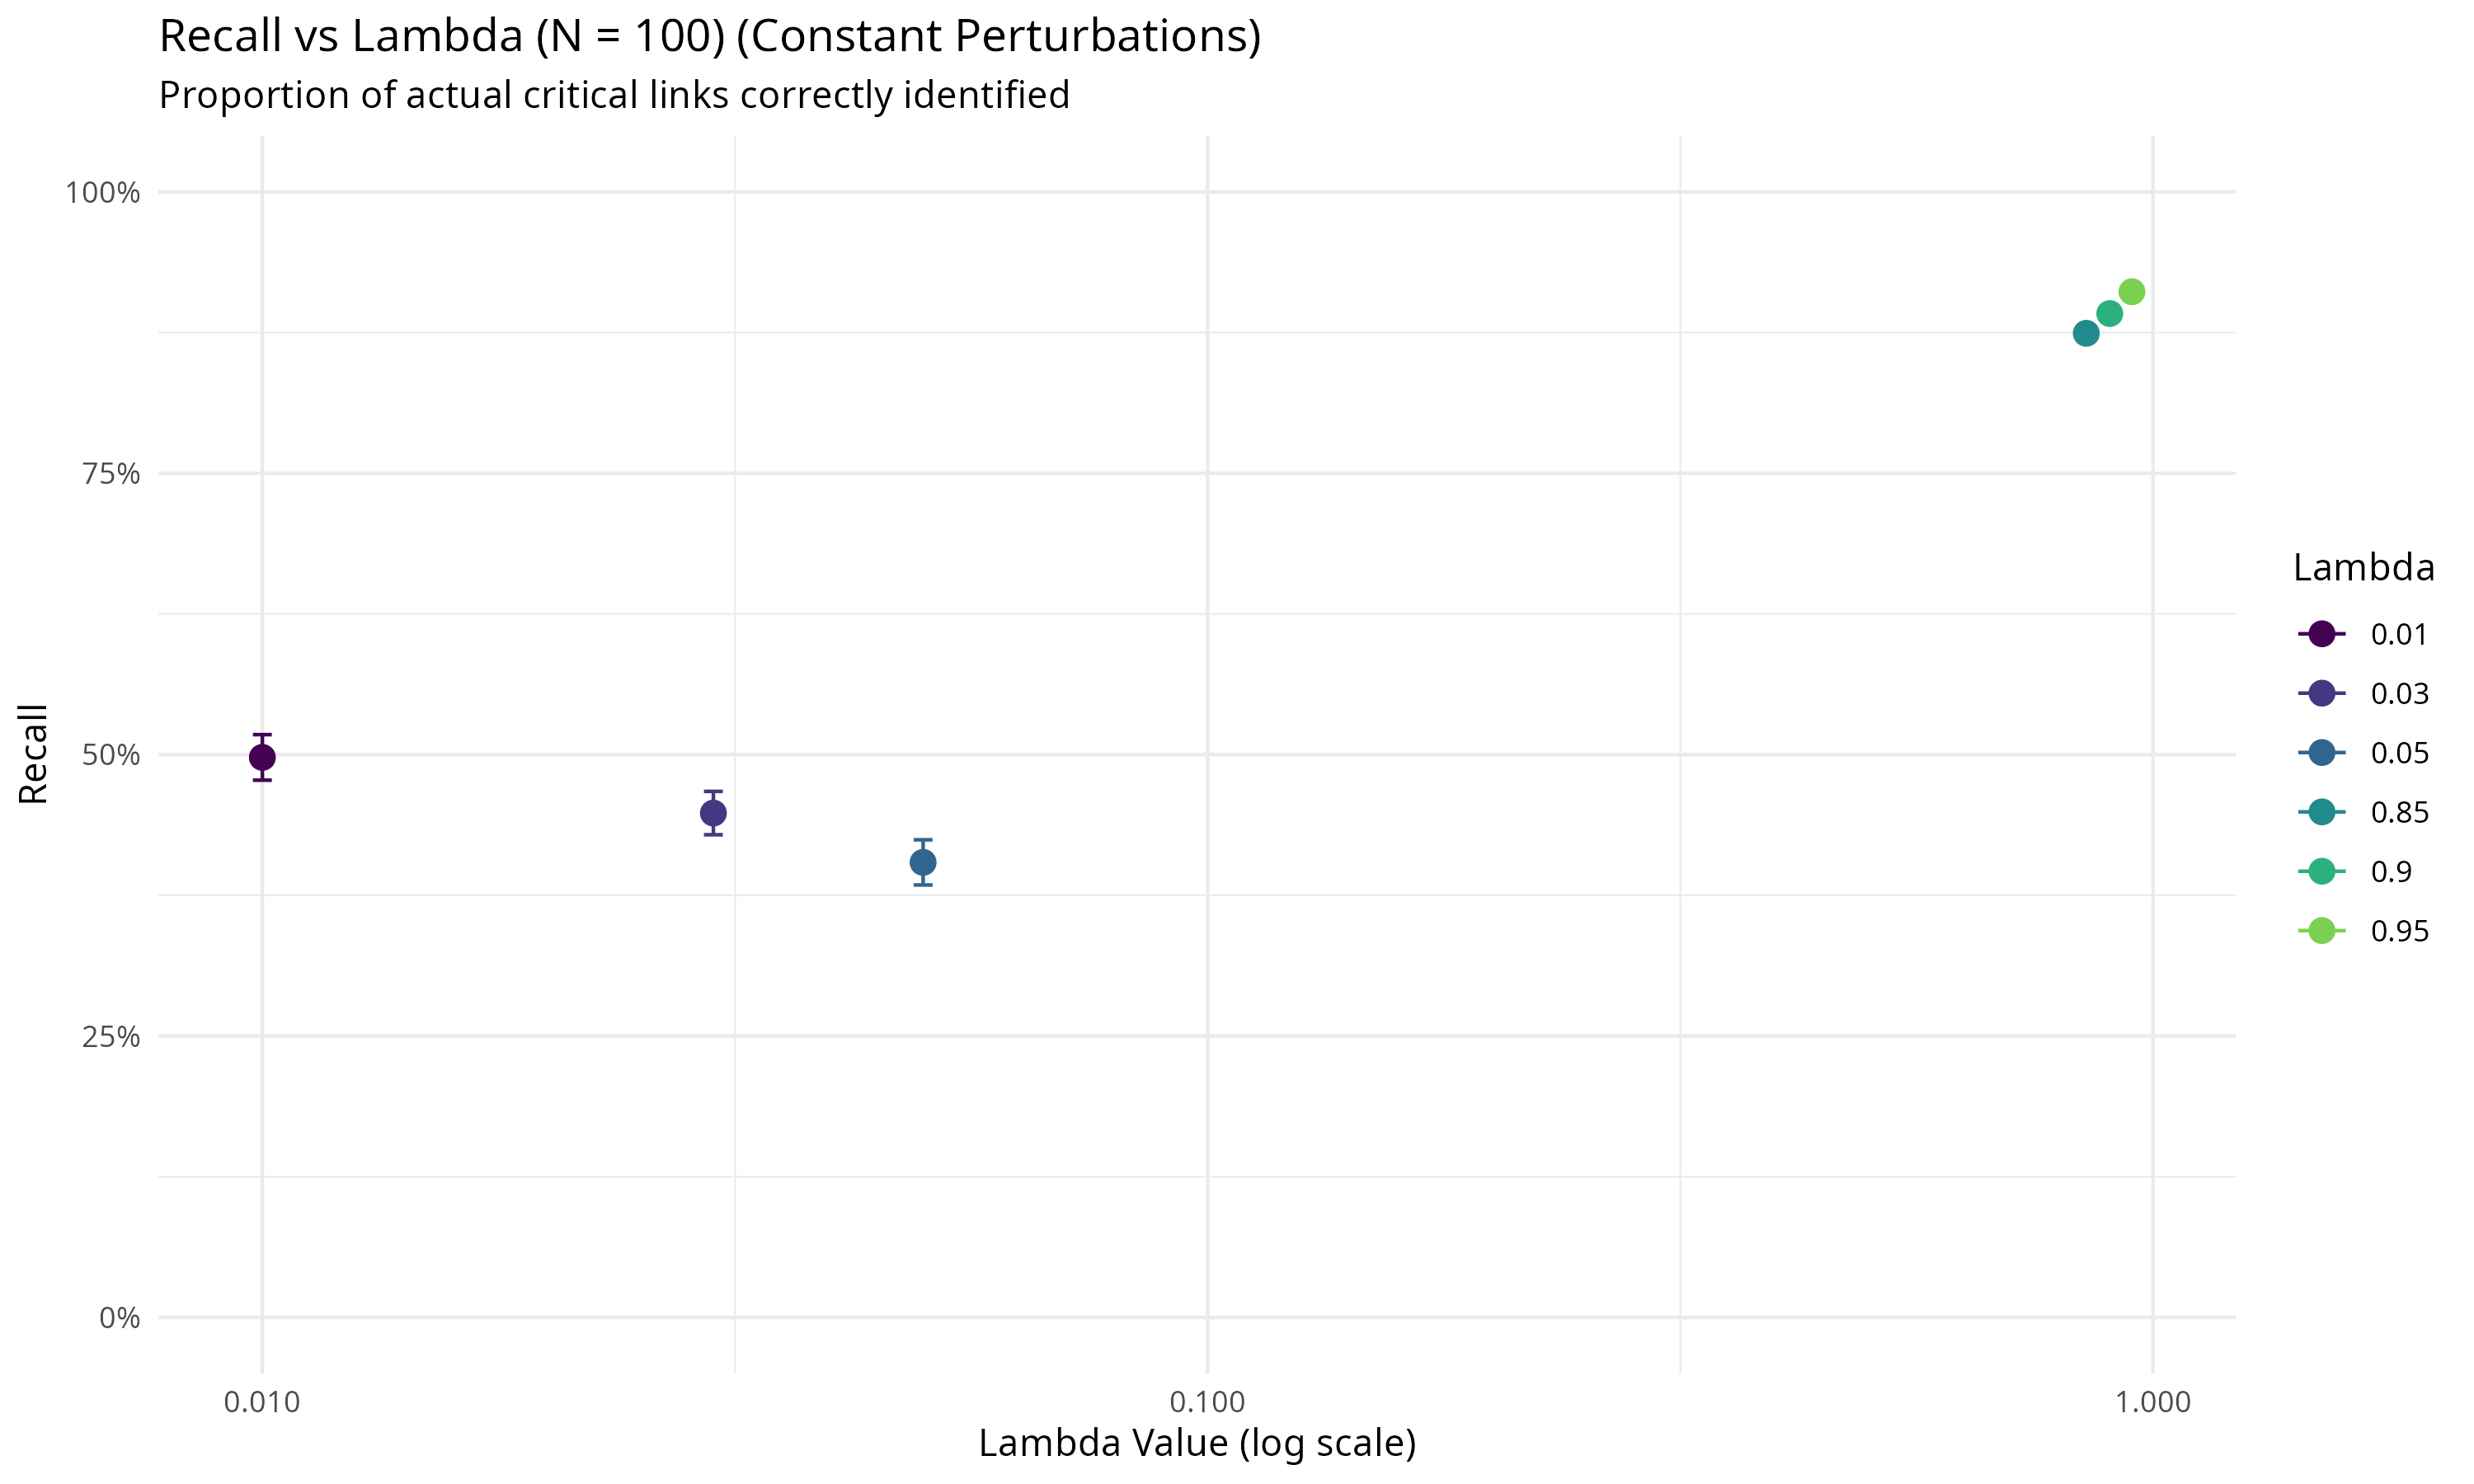 Recall vs Lambda (N = 100) (Constant Perturbations)
Proportion of actual critical links correctly identified
100%
75%
50%
25%
0%
Recall
0.010
0.100
1.000
Lambda Value (log scale)
Lambda
0.01
0.03
0.05
0.85
0.9
0.95